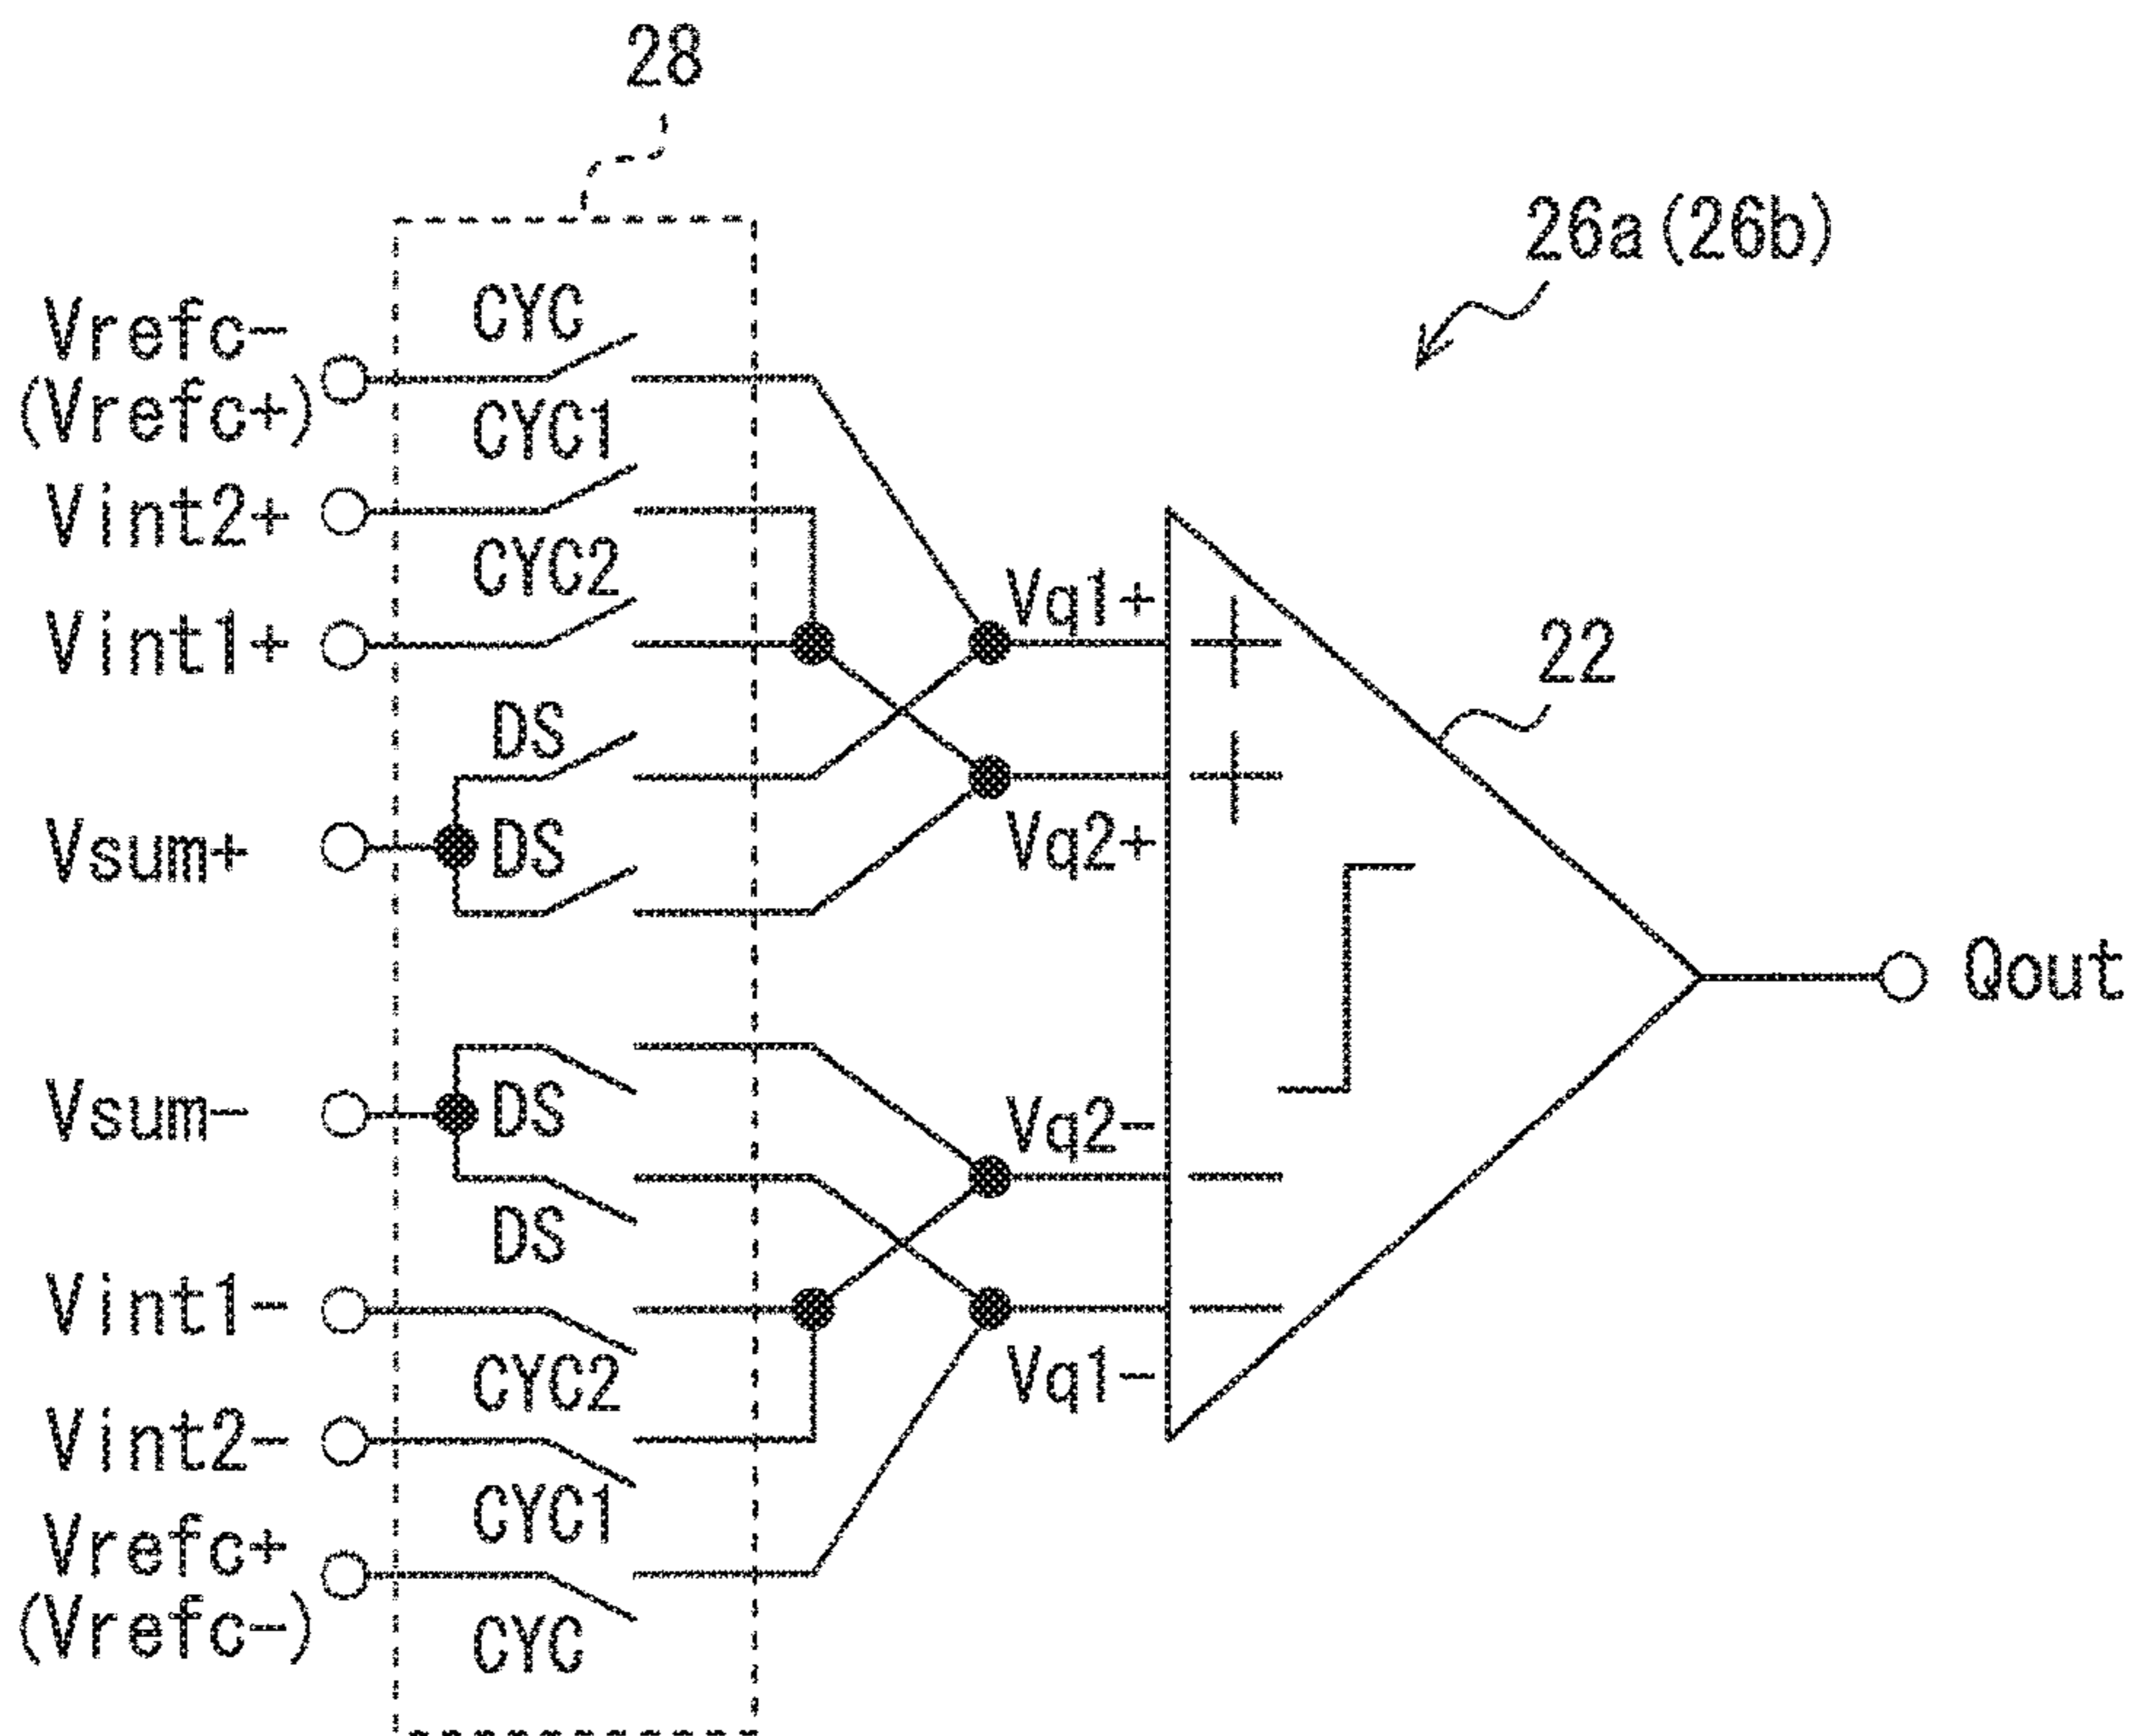 28
26a(26b)
Vrefc-
(Vrefc+)
CYC
CYC1
Vint2+
CYC2
Vint1+
Vq1+
+
22
DS
+
Vsum+
DS
Vq2+
Qout
Vsum-
DS
Vq2-
-
DS
Vint1-
-
CYC2
Vq1-
Vint2-
CYC1
Vrefc+
(Vrefc-)
CYC